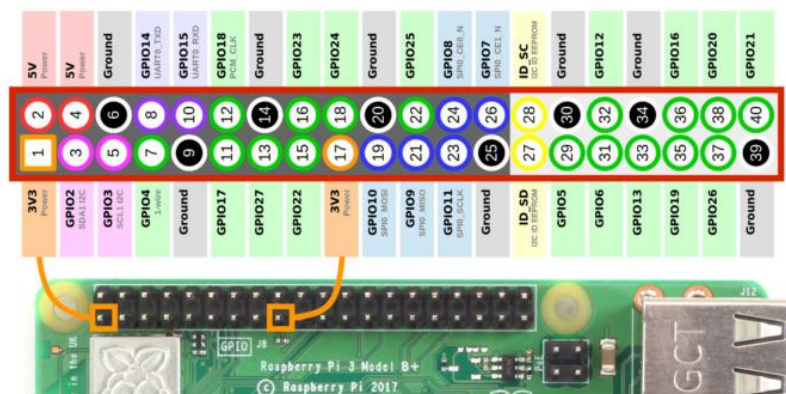 5V Power
5V Power
Ground
GPIO14 UART0_TXD
GPIO15 UART0_RXD
GPIO18 PCM_CLK
Ground
GPIO23
GPIO24
Ground
GPIO25
GPIO8 SPI0_CE0_N
GPIO7 SPI0_CE1_N
ID_SC I2C ID EEPROM
Ground
GPIO12
Ground
GPIO16
GPIO20
GPIO21
2 4 6 8 10 12 14 16 18 20 22 24 26 28 30 32 34 36 38 40
1 3 5 7 9 11 13 15 17 19 21 23 25 27 29 31 33 35 37 39
3V3 Power
GPIO2 SDA1 I2C
GPIO3 SCL1 I2C
GPIO4 1-wire
Ground
GPIO17
GPIO27
GPIO22
3V3 Power
GPIO10 SPI0_MOSI
GPIO9 SPI0_MISO
GPIO11 SPI0_SCLK
Ground
ID_SD I2C ID EEPROM
GPIO5
GPIO6
GPIO13
GPIO19
GPIO26
Ground
J12
in the UK
GPIO J8
PoE
Raspberry Pi 3 Model B+
© Raspberry Pi 2017
GCT